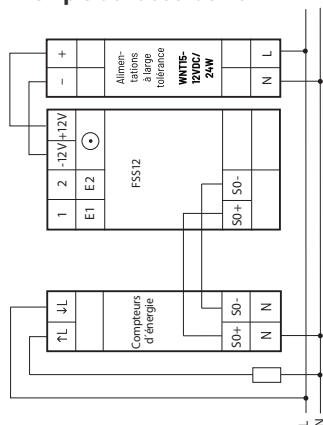 +
−
Alimen-
tations
à large
tolérance
WNT15-
12VDC/
24W
L
N
-12V +12V
1 2
E1 E2
FSS12
S0+ S0-
↑L ↓L
Compteurs
d'énergie
S0+ S0-
N N
L
N